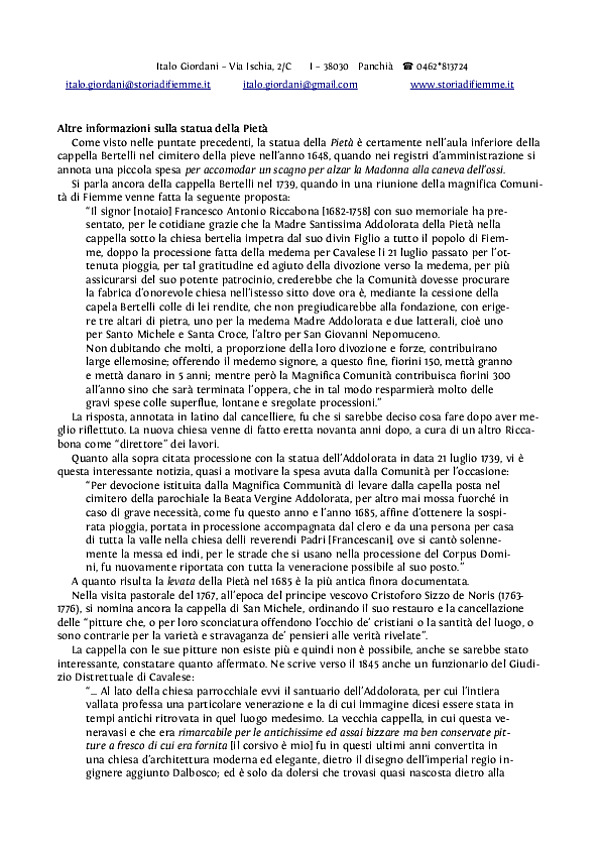 Italo Giordani – Via Ischia, 2/C I – 38030 Panchià ☎ 0462*813724
italo.giordani@storiadifiemme.it italo.giordani@gmail.com www.storiadifiemme.it
Altre informazioni sulla statua della Pietà
Come visto nelle puntate precedenti, la statua della Pietà è certamente nell'aula inferiore della
cappella Bertelli nel cimitero della pieve nell'anno 1648, quando nei registri d'amministrazione si
annota una piccola spesa per accomodar un scagno per alzar la Madonna alla caneva dell'ossi.
Si parla ancora della cappella Bertelli nel 1739, quando in una riunione della magnifica Comuni-
tà di Fiemme venne fatta la seguente proposta:
"Il signor [notaio] Francesco Antonio Riccabona [1682-1758] con suo memoriale ha pre-
sentato, per le cotidiane grazie che la Madre Santissima Addolorata della Pietà nella
cappella sotto la chiesa bertelia impetra dal suo divin Figlio a tutto il popolo di Fiem-
me, doppo la processione fatta della medema per Cavalese li 21 luglio passato per l'ot-
tenuta pioggia, per tal gratitudine ed agiuto della divozione verso la medema, per più
assicurarsi del suo potente patrocinio, crederebbe che la Comunità dovesse procurare
la fabrica d'onorevole chiesa nell'istesso sitto dove ora è, mediante la cessione della
capela Bertelli colle di lei rendite, che non pregiudicarebbe alla fondazione, con erige-
re tre altari di pietra, uno per la medema Madre Addolorata e due latterali, cioè uno
per Santo Michele e Santa Croce, l'altro per San Giovanni Nepomuceno.
Non dubitando che molti, a proporzione della loro divozione e forze, contribuirano
large ellemosine; offerendo il medemo signore, a questo fine, fiorini 150, mettà granno
e mettà danaro in 5 anni; mentre però la Magnifica Comunità contribuisca fiorini 300
all'anno sino che sarà terminata l'oppera, che in tal modo resparmierà molto delle
gravi spese colle superflue, lontane e sregolate processioni."
La risposta, annotata in latino dal cancelliere, fu che si sarebbe deciso cosa fare dopo aver me-
glio riflettuto. La nuova chiesa venne di fatto eretta novanta anni dopo, a cura di un altro Ricca-
bona come "direttore" dei lavori.
Quanto alla sopra citata processione con la statua dell'Addolorata in data 21 luglio 1739, vi è
questa interessante notizia, quasi a motivare la spesa avuta dalla Comunità per l'occasione:
"Per devocione istituita dalla Magnifica Communità di levare dalla capella posta nel
cimitero della parochiale la Beata Vergine Addolorata, per altro mai mossa fuorché in
caso di grave necessità, come fu questo anno e l'anno 1685, affine d'ottenere la sospi-
rata pioggia, portata in processione accompagnata dal clero e da una persona per casa
di tutta la valle nella chiesa delli reverendi Padri [Francescani], ove si cantò solenne-
mente la messa ed indi, per le strade che si usano nella processione del Corpus Domi-
ni, fu nuovamente riportata con tutta la veneracione possibile al suo posto."
A quanto risulta la levata della Pietà nel 1685 è la più antica finora documentata.
Nella visita pastorale del 1767, all'epoca del principe vescovo Cristoforo Sizzo de Noris (1763-
1776), si nomina ancora la cappella di San Michele, ordinando il suo restauro e la cancellazione
delle "pitture che, o per loro sconciatura offendono l'occhio de' cristiani o la santità del luogo, o
sono contrarie per la varietà e stravaganza de' pensieri alle verità rivelate".
La cappella con le sue pitture non esiste più e quindi non è possibile, anche se sarebbe stato
interessante, constatare quanto affermato. Ne scrive verso il 1845 anche un funzionario del Giudi-
zio Distrettuale di Cavalese:
"... Al lato della chiesa parrocchiale evvi il santuario dell'Addolorata, per cui l'intiera
vallata professa una particolare venerazione e la di cui immagine dicesi essere stata in
tempi antichi ritrovata in quel luogo medesimo. La vecchia cappella, in cui questa ve-
neravasi e che era rimarcabile per le antichissime ed assai bizzare ma ben conservate pit-
ture a fresco di cui era fornita [il corsivo è mio] fu in questi ultimi anni convertita in
una chiesa d'architettura moderna ed elegante, dietro il disegno dell'imperial regio in-
gignere aggiunto Dalbosco; ed è solo da dolersi che trovasi quasi nascosta dietro alla